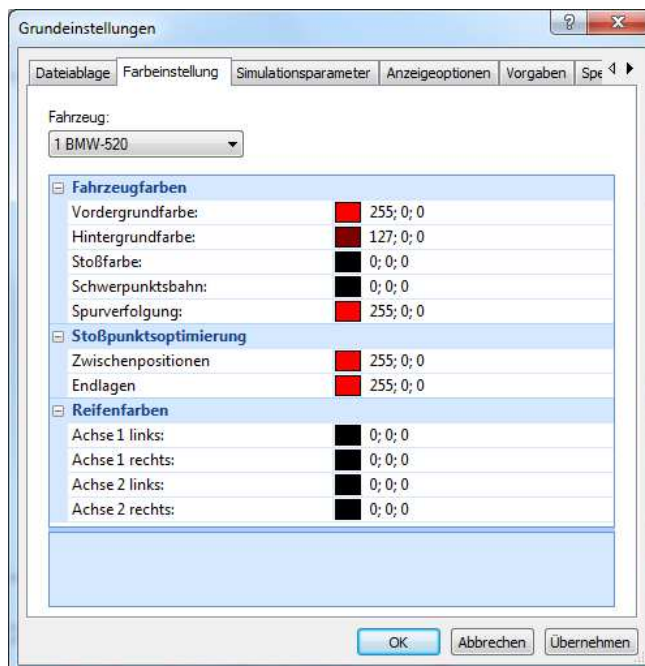 Grundeinstellungen
Dateiablage Farbeinstellung Simulationsparameter Anzeigeoptionen Vorgaben Spe
Fahrzeug:
1 BMW-520
Fahrzeugfarben
Vordergrundfarbe: 255; 0; 0
Hintergrundfarbe: 127; 0; 0
Stoßfarbe: 0; 0; 0
Schwerpunktsbahn: 0; 0; 0
Spurverfolgung: 255; 0; 0
Stoßpunktsoptimierung
Zwischenpositionen 255; 0; 0
Endlagen 255; 0; 0
Reifenfarben
Achse 1 links: 0; 0; 0
Achse 1 rechts: 0; 0; 0
Achse 2 links: 0; 0; 0
Achse 2 rechts: 0; 0; 0
OK Abbrechen Übernehmen